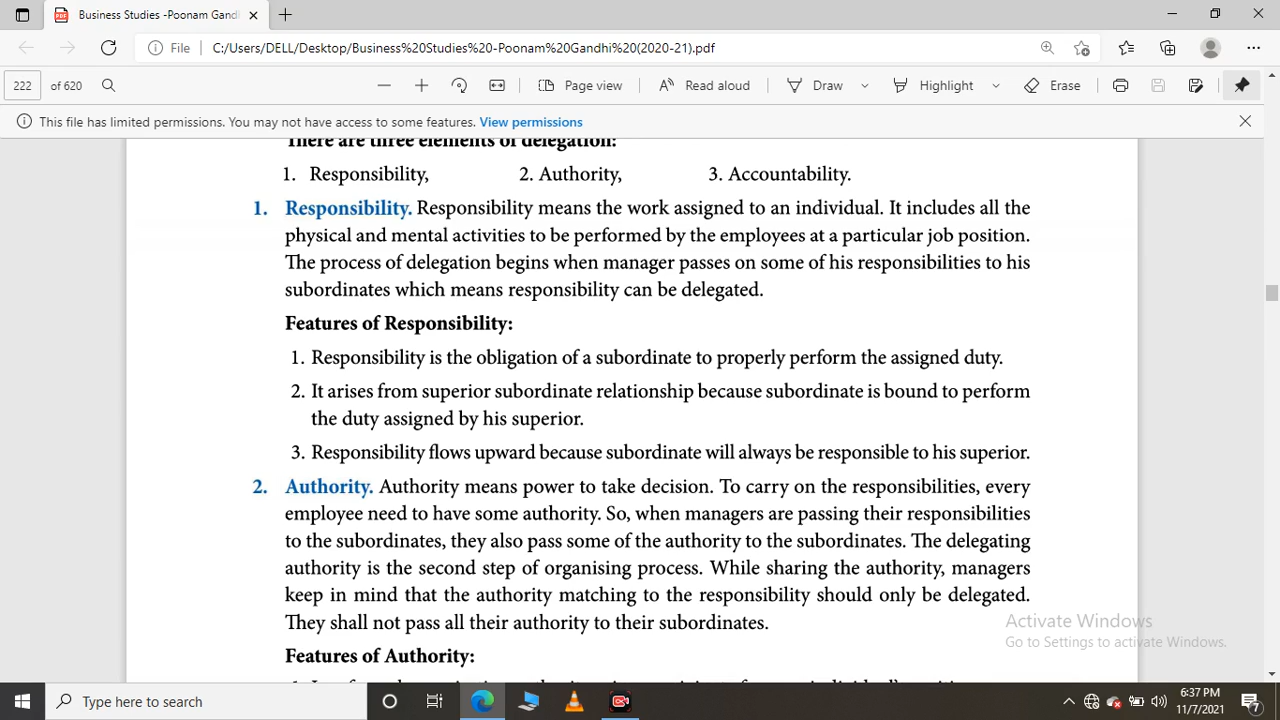 Business Studies -Poonam Gandhi
File C:/Users/DELL/Desktop/Business%20Studies%20-Poonam%20Gandhi%20(2020-21).pdf
222 of 620 Page view Read aloud Draw Highlight Erase
This file has limited permissions. You may not have access to some features. View permissions
There are three elements of delegation:
1. Responsibility, 2. Authority, 3. Accountability.
1. Responsibility. Responsibility means the work assigned to an individual. It includes all the
physical and mental activities to be performed by the employees at a particular job position.
The process of delegation begins when manager passes on some of his responsibilities to his
subordinates which means responsibility can be delegated.
Features of Responsibility:
1. Responsibility is the obligation of a subordinate to properly perform the assigned duty.
2. It arises from superior subordinate relationship because subordinate is bound to perform
the duty assigned by his superior.
3. Responsibility flows upward because subordinate will always be responsible to his superior.
2. Authority. Authority means power to take decision. To carry on the responsibilities, every
employee need to have some authority. So, when managers are passing their responsibilities
to the subordinates, they also pass some of the authority to the subordinates. The delegating
authority is the second step of organising process. While sharing the authority, managers
keep in mind that the authority matching to the responsibility should only be delegated.
They shall not pass all their authority to their subordinates.
Features of Authority:
Activate Windows
Go to Settings to activate Windows.
Type here to search
6:37 PM
11/7/2021
7